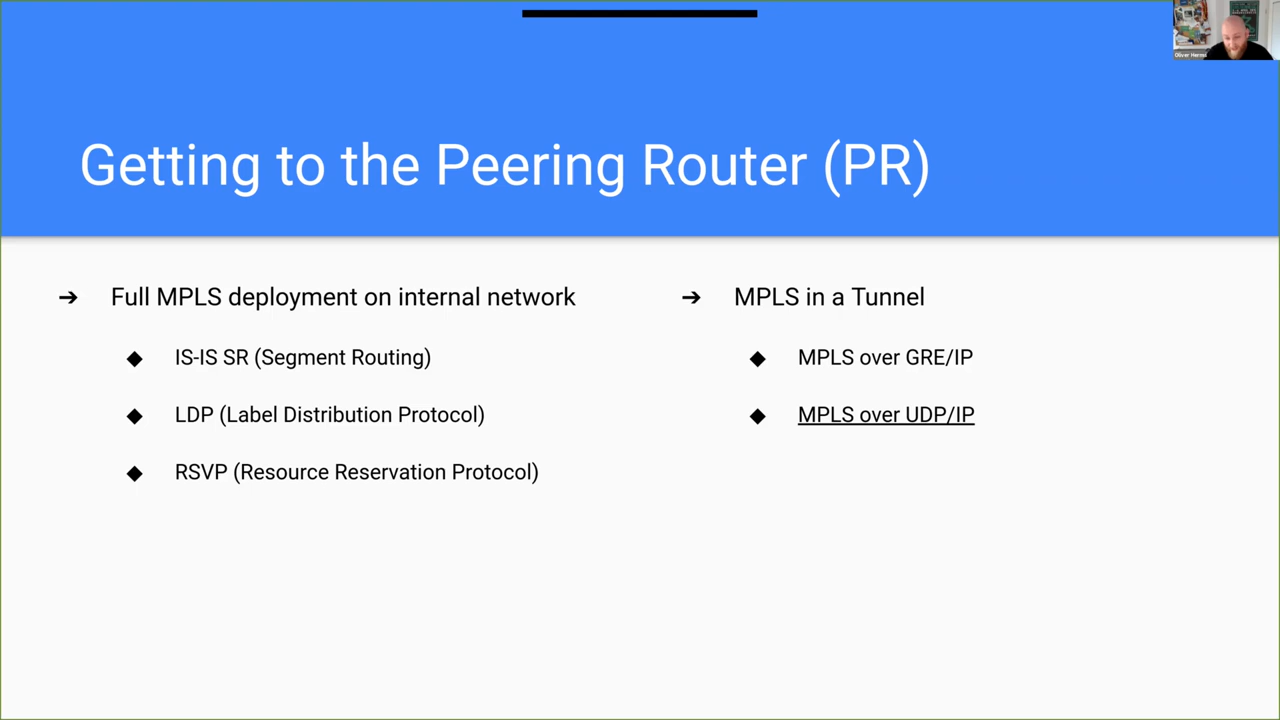 Getting to the Peering Router (PR)
Full MPLS deployment on internal network
IS-IS SR (Segment Routing)
LDP (Label Distribution Protocol)
RSVP (Resource Reservation Protocol)
MPLS in a Tunnel
MPLS over GRE/IP
MPLS over UDP/IP
Oliver